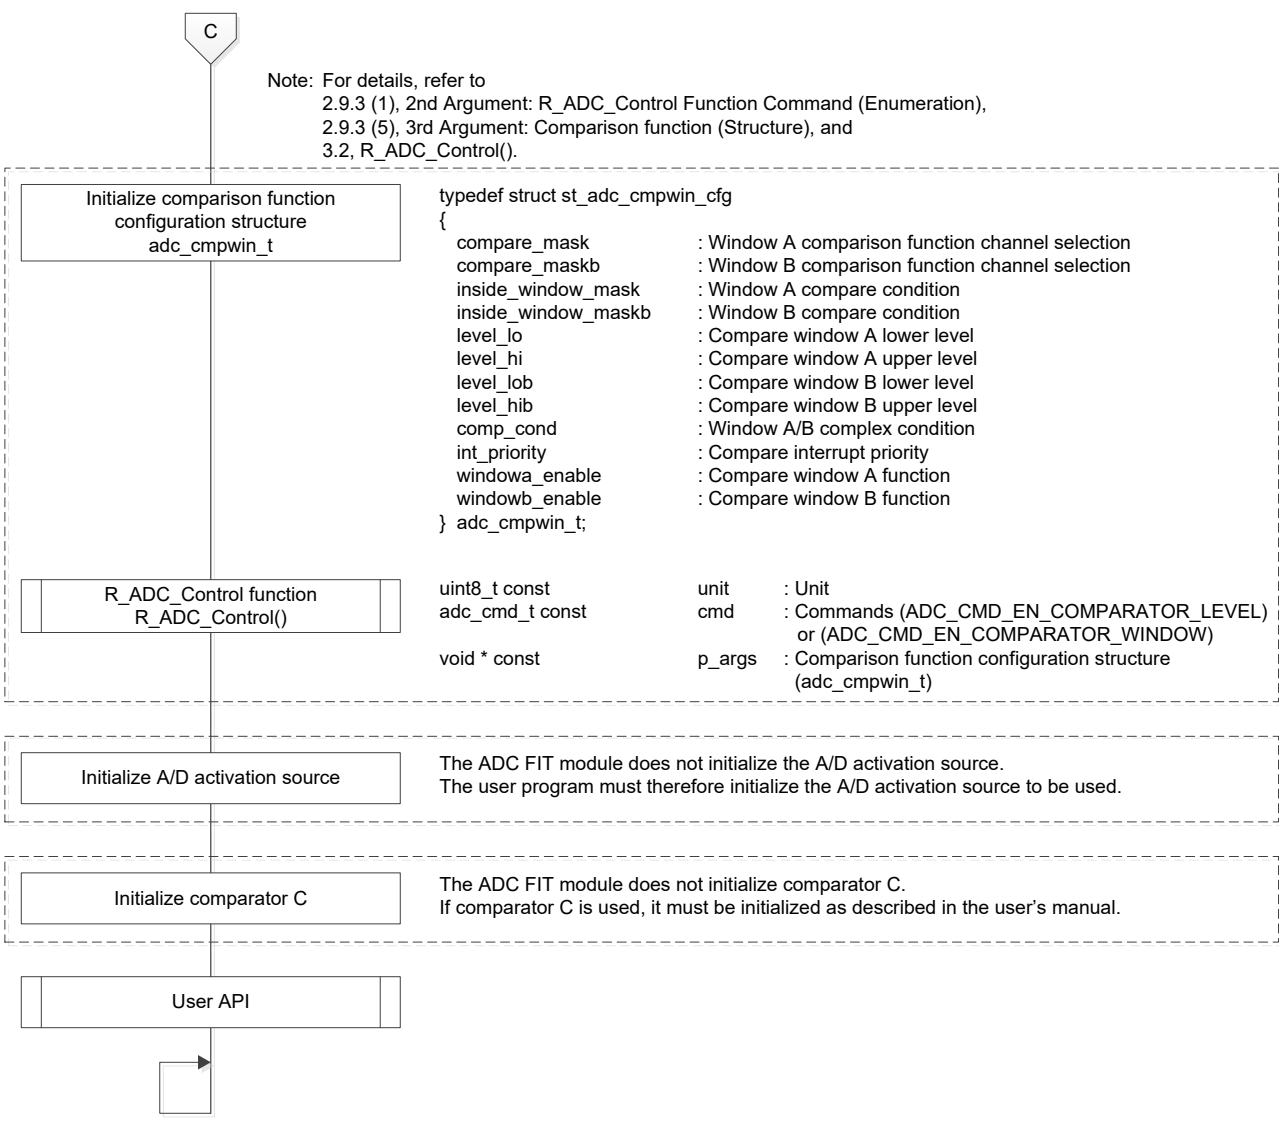 C
Note: For details, refer to
2.9.3 (1), 2nd Argument: R_ADC_Control Function Command (Enumeration),
2.9.3 (5), 3rd Argument: Comparison function (Structure), and
3.2, R_ADC_Control().
Initialize comparison function
configuration structure
adc_cmpwin_t
typedef struct st_adc_cmpwin_cfg
{
compare_mask : Window A comparison function channel selection
compare_maskb : Window B comparison function channel selection
inside_window_mask : Window A compare condition
inside_window_maskb : Window B compare condition
level_lo : Compare window A lower level
level_hi : Compare window A upper level
level_lob : Compare window B lower level
level_hib : Compare window B upper level
comp_cond : Window A/B complex condition
int_priority : Compare interrupt priority
windowa_enable : Compare window A function
windowb_enable : Compare window B function
} adc_cmpwin_t;
R_ADC_Control function
R_ADC_Control()
uint8_t const unit : Unit
adc_cmd_t const cmd : Commands (ADC_CMD_EN_COMPARATOR_LEVEL)
or (ADC_CMD_EN_COMPARATOR_WINDOW)
void * const p_args : Comparison function configuration structure
(adc_cmpwin_t)
Initialize A/D activation source
The ADC FIT module does not initialize the A/D activation source.
The user program must therefore initialize the A/D activation source to be used.
Initialize comparator C
The ADC FIT module does not initialize comparator C.
If comparator C is used, it must be initialized as described in the user’s manual.
User API